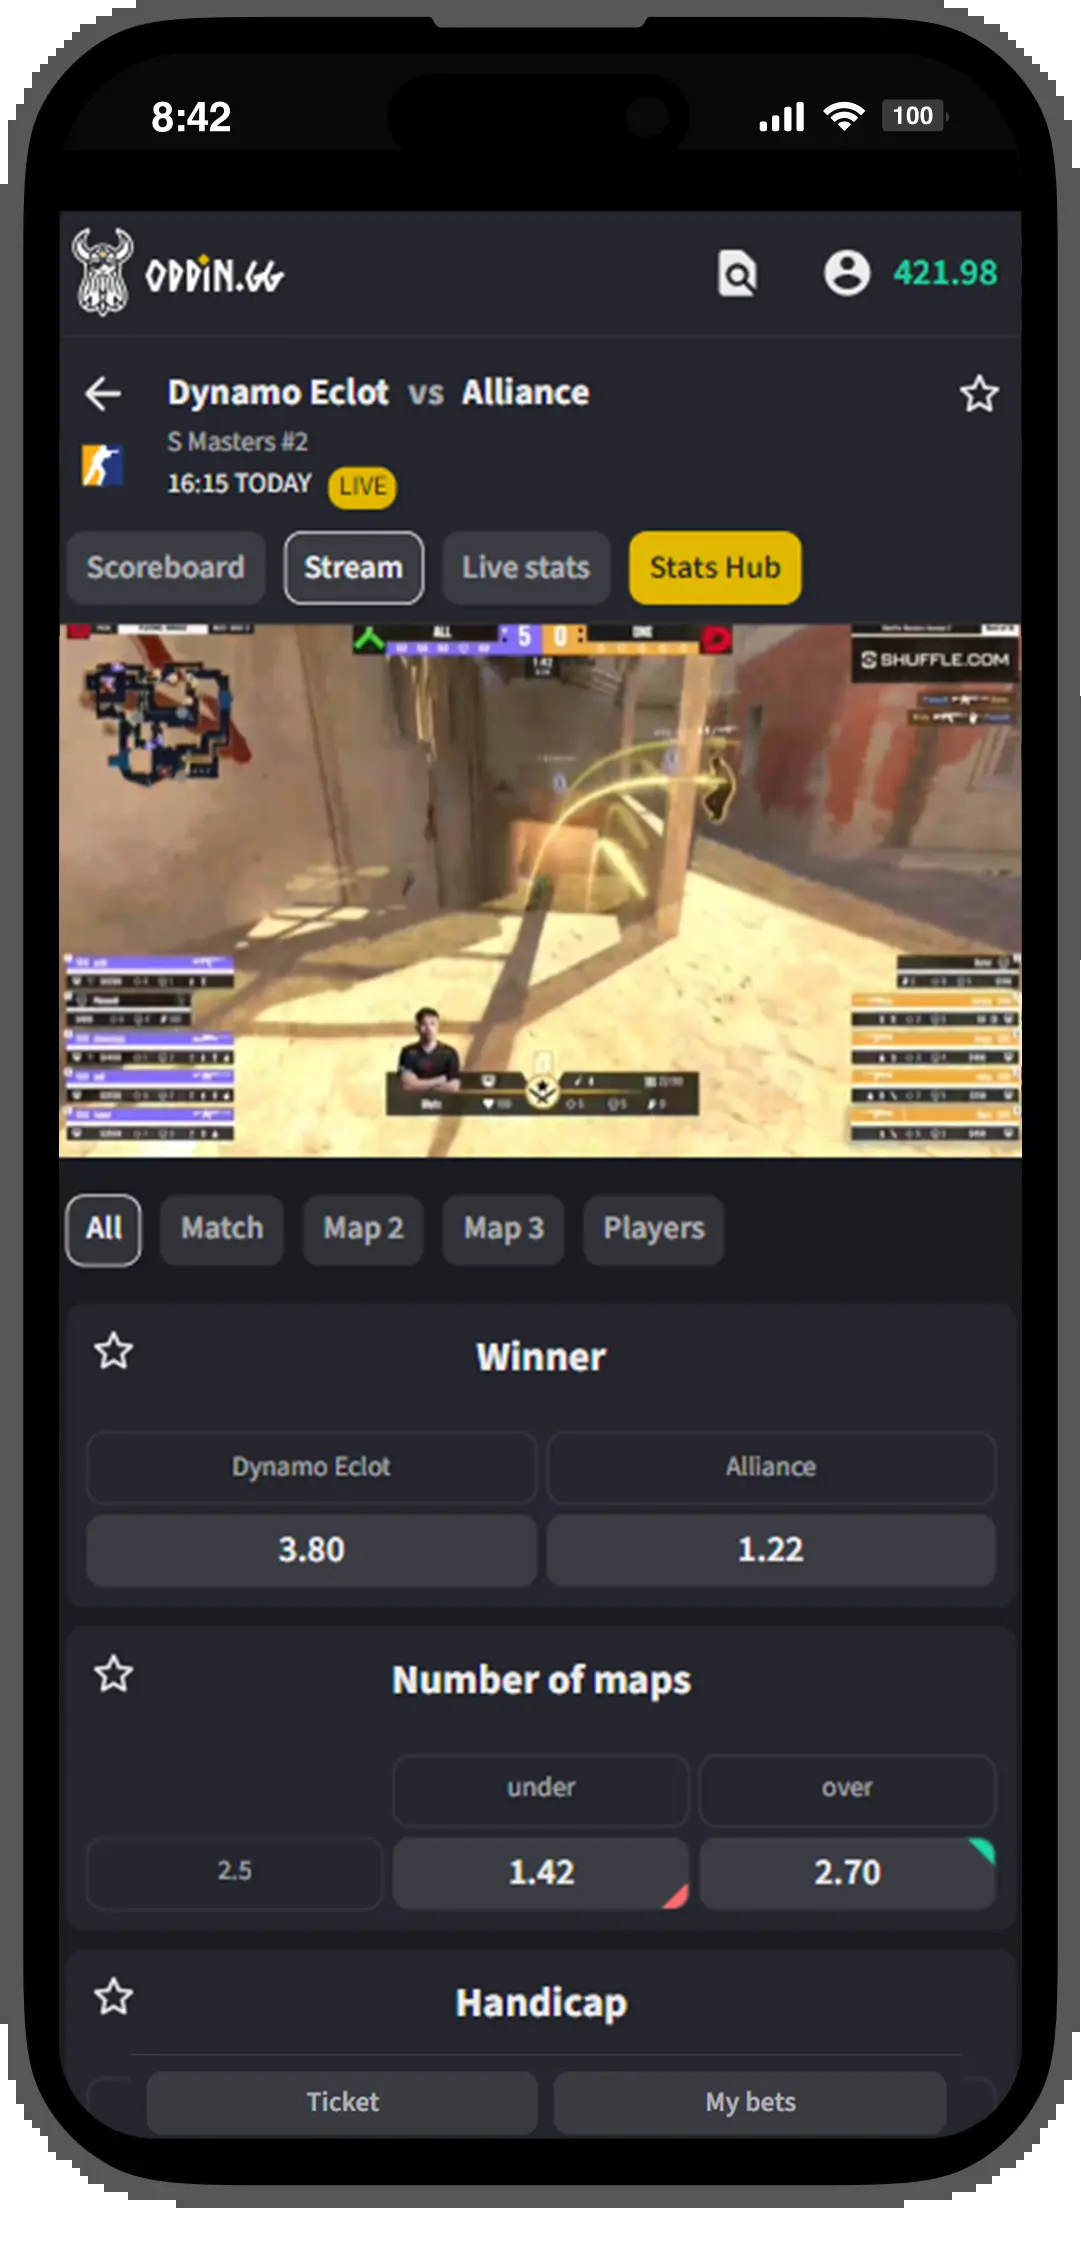 8:42
100
ODDIN.GG
421.98
Dynamo Eclot vs Alliance
S Masters #2
16:15 TODAY LIVE
Scoreboard Stream Live stats Stats Hub
ALL 5 0 ONE
1:42
SHUFFLE.COM
All Match Map 2 Map 3 Players
Winner
Dynamo Eclot Alliance
3.80 1.22
Number of maps
under over
2.5 1.42 2.70
Handicap
Ticket My bets